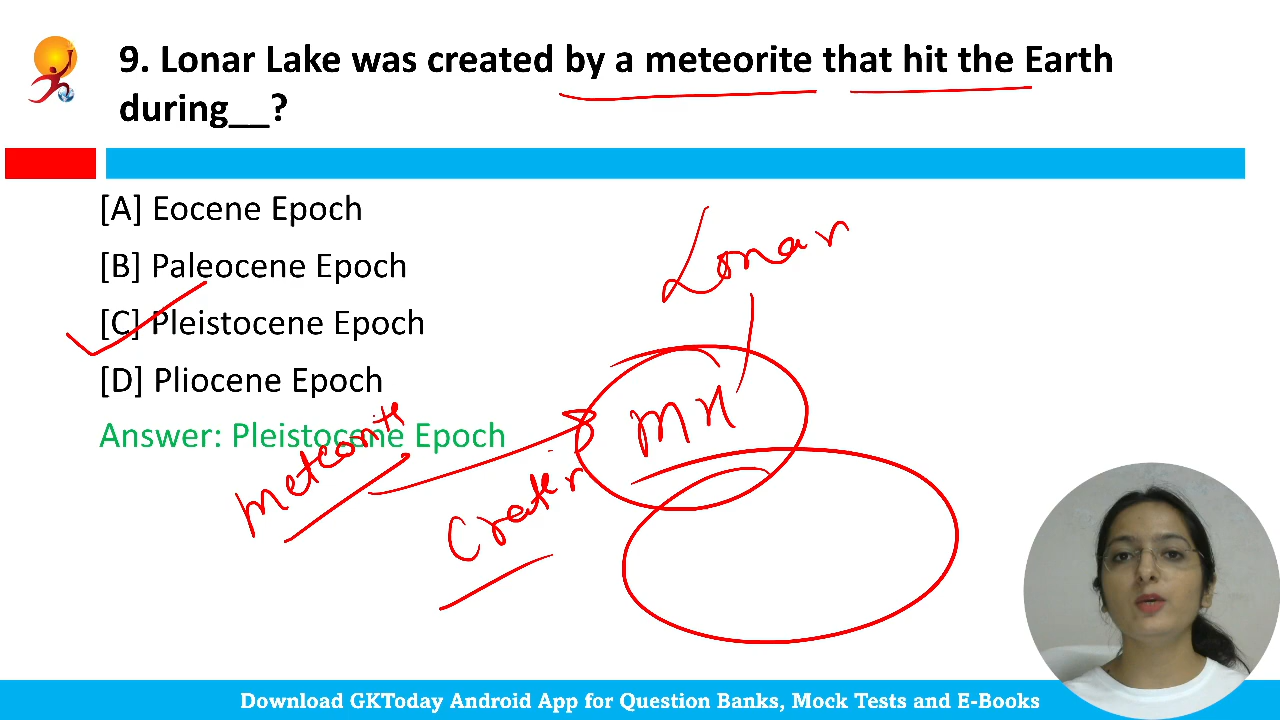 9. Lonar Lake was created by a meteorite that hit the Earth
during__?
[A] Eocene Epoch
[B] Paleocene Epoch
[C] Pleistocene Epoch
[D] Pliocene Epoch
Answer: Pleistocene Epoch
Lonar
MH
Meteorite
Crater
Download GKToday Android App for Question Banks, Mock Tests and E-Books